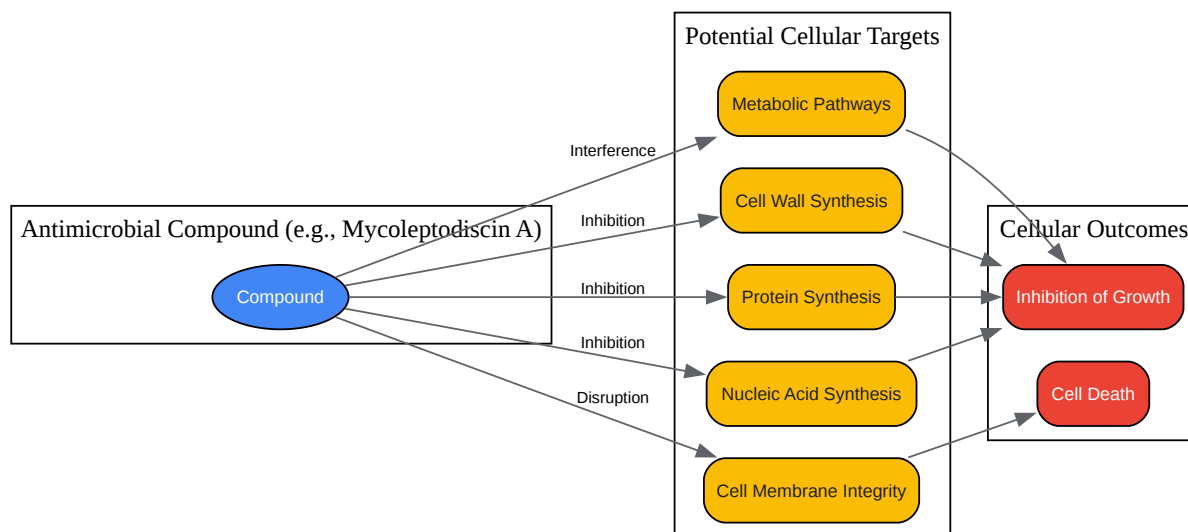 Antimicrobial Compound (e.g., Mycoleptodiscin A)
Compound
Interference
Inhibition
Inhibition
Inhibition
Disruption
Potential Cellular Targets
Metabolic Pathways
Cell Wall Synthesis
Protein Synthesis
Nucleic Acid Synthesis
Cell Membrane Integrity
Cellular Outcomes
Inhibition of Growth
Cell Death